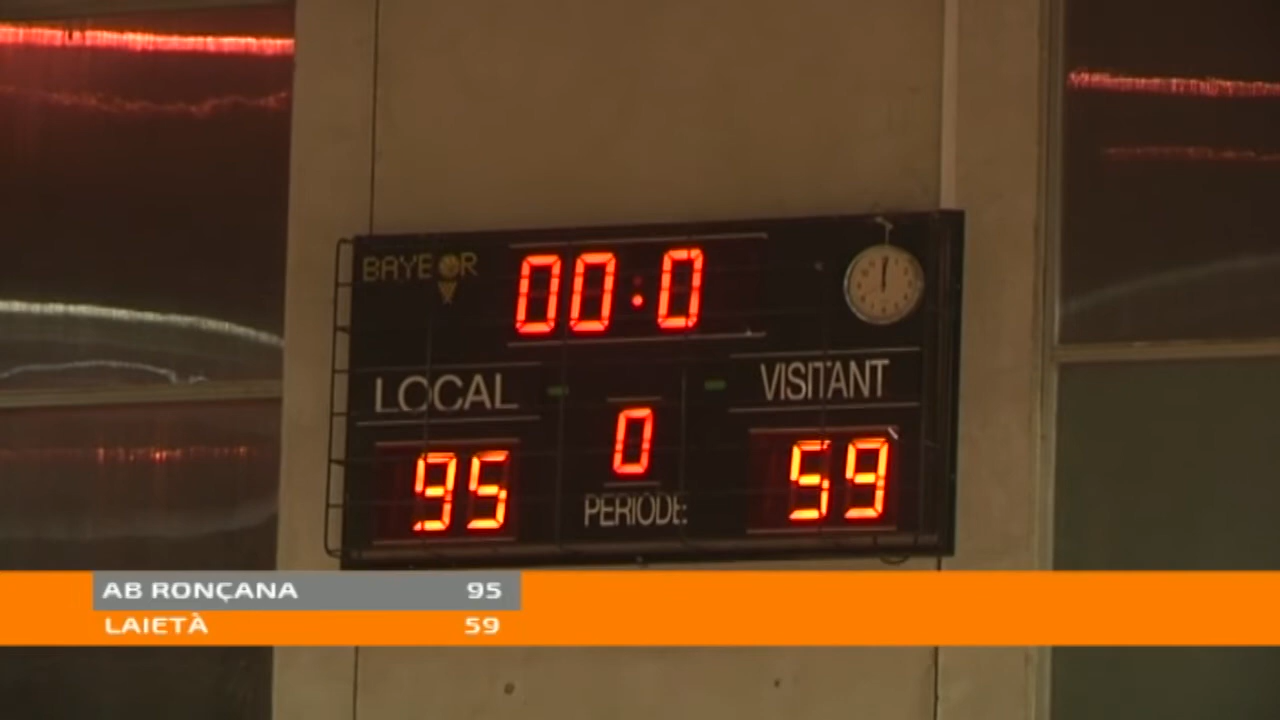 BAYEOR
00:0
LOCAL
VISITANT
0
95
59
PERIODE
AB RONÇANA 95
LAIETÀ 59